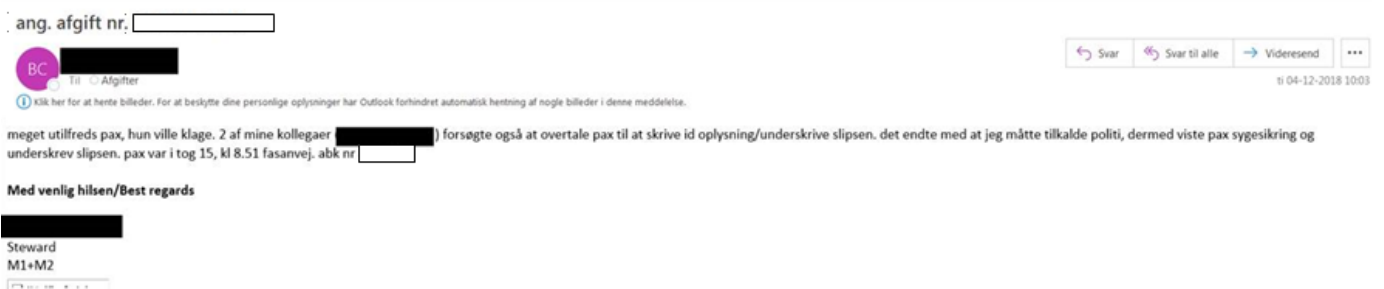 ang. afgift nr.
BC
Til Afgifter
Svar
Svar til alle
Videresend
ti 04-12-2018 10:03
Klik her for at hente billeder. For at beskytte dine personlige oplysninger har Outlook forhindret automatisk hentning af nogle billeder i denne meddelelse.
meget utilfreds pax, hun ville klage. 2 af mine kollegaer ( ) forsøgte også at overtale pax til at skrive id oplysning/underskrive slipsen. det endte med at jeg måtte tilkalde politi, dermed viste pax sygesikring og
underskrev slipsen. pax var i tog 15, kl 8.51 fasanvej. abk nr
Med venlig hilsen/Best regards
Steward
M1+M2